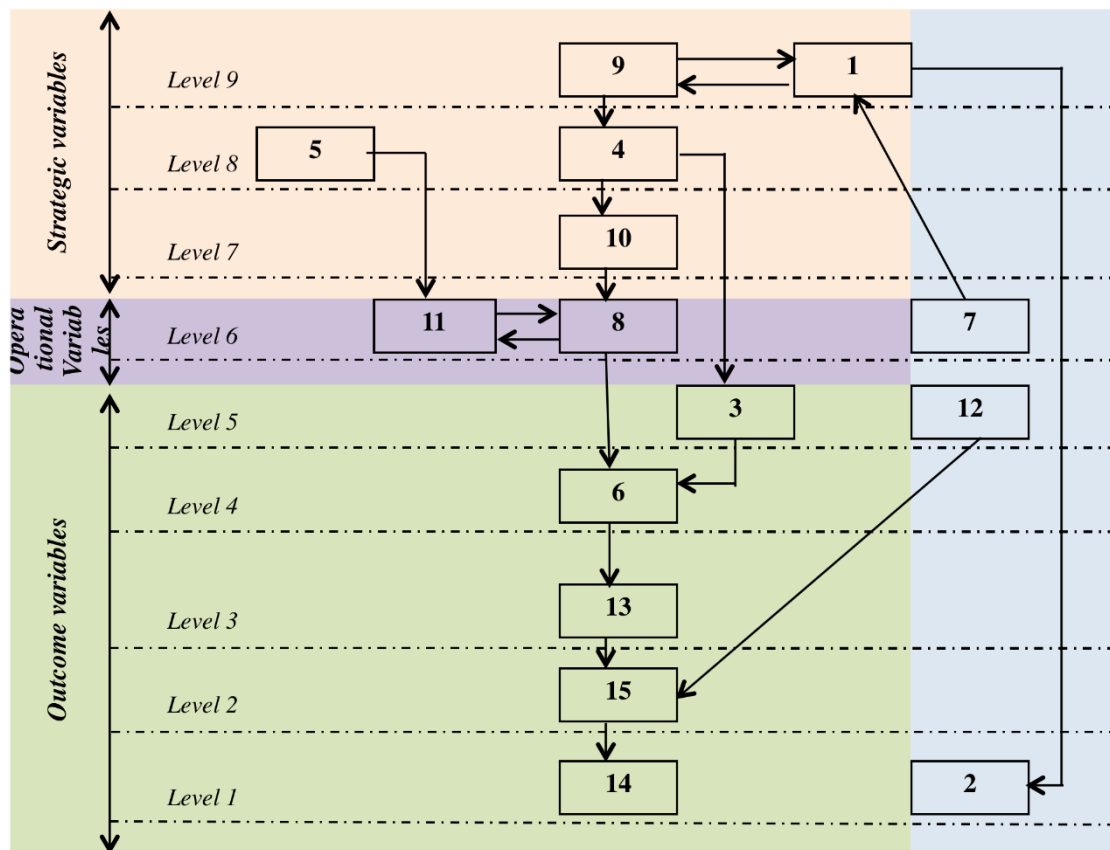 Strategic variables
Level 9
9
1
Level 8
5
4
Level 7
10
Opera
tional
Variab
les
Level 6
11
8
7
Outcome variables
Level 5
3
12
Level 4
6
Level 3
13
Level 2
15
Level 1
14
2